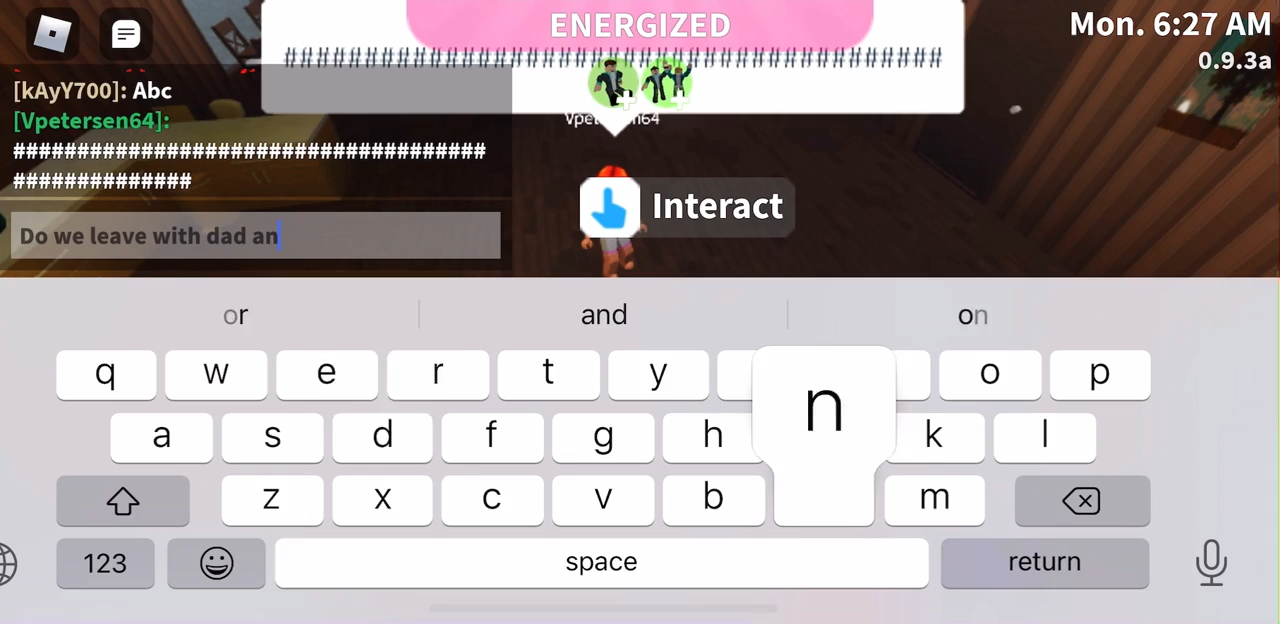 ENERGIZED
Mon. 6:27 AM
0.9.3a
####################################################
[kAyY700]: Abc
[Vpetersen64]:
#####################################
##############
Interact
Do we leave with dad an
or and on
q w e r t y o p
a s d f g h k l
n
z x c v b m
123 space return